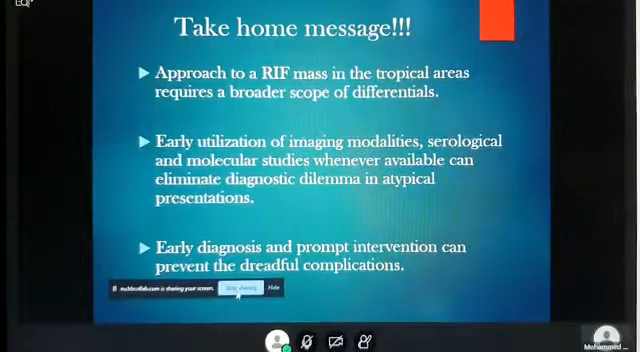 Take home message!!!
Approach to a RIF mass in the tropical areas
requires a broader scope of differentials.
Early utilization of imaging modalities, serological
and molecular studies whenever available can
eliminate diagnostic dilemma in atypical
presentations.
Early diagnosis and prompt intervention can
prevent the dreadful complications.
is sharing your screen. Stop sharing Hide
Mohammed ...